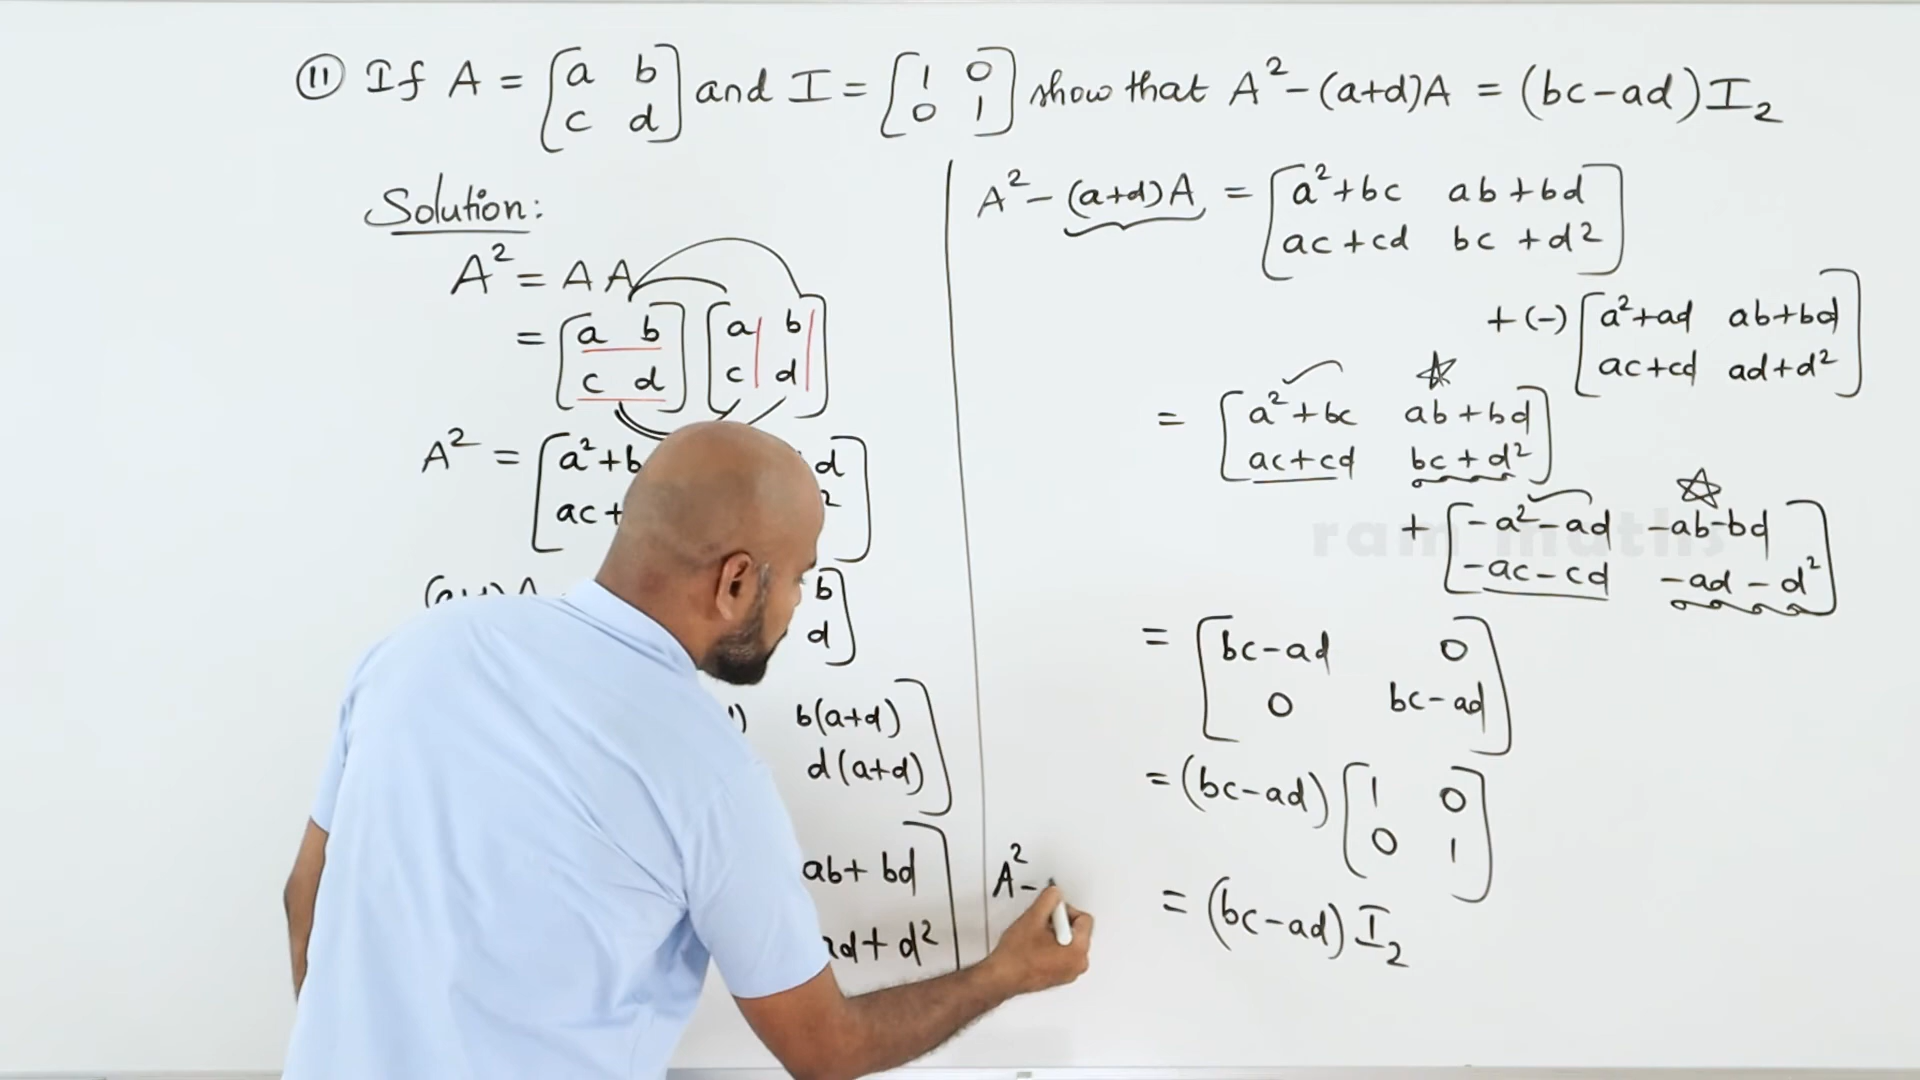 11 If A = [a b and I = [1 0 show that A² - (a+d)A = (bc-ad)I₂
c d] 0 1]
Solution:
A² = A A
= [a b [a b
c d] c d]
A² = [a²+b d
ac+ 2]
b
d]
b(a+d)
d(a+d)]
ab + bd
d + d²]
A² - (a+d)A = [a²+bc ab+bd
ac+cd bc+d²]
+(-) [a²+ad ab+bd
ac+cd ad+d²]
= [a²+bc ab+bd
ac+cd bc+d²]
+ [-a²-ad -ab-bd
-ac-cd -ad-d²]
ram maths
= [bc-ad 0
0 bc-ad]
= (bc-ad) [1 0
0 1]
A² - = (bc-ad) I₂